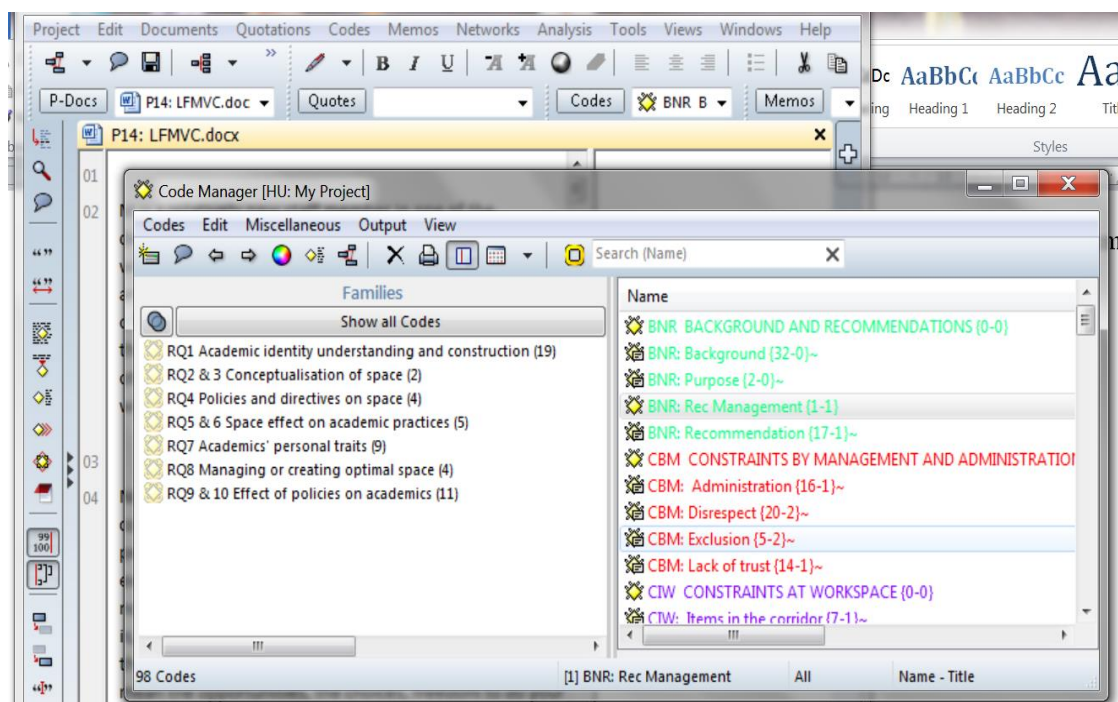 Project Edit Documents Quotations Codes Memos Networks Analysis Tools Views Windows Help
B I U A A
P-Docs P14: LFMVC.doc Quotes Codes BNR B Memos
AaBbCc AaBbCc
Heading 1 Heading 2
Styles
P14: LFMVC.docx
01
02
03
04
Code Manager [HU: My Project]
Codes Edit Miscellaneous Output View
Search (Name)
Families
Show all Codes
RQ1 Academic identity understanding and construction (19)
RQ2 & 3 Conceptualisation of space (2)
RQ4 Policies and directives on space (4)
RQ5 & 6 Space effect on academic practices (5)
RQ7 Academics' personal traits (9)
RQ8 Managing or creating optimal space (4)
RQ9 & 10 Effect of policies on academics (11)
Name
BNR BACKGROUND AND RECOMMENDATIONS {0-0}
BNR: Background {32-0}~
BNR: Purpose {2-0}~
BNR: Rec Management {1-1}
BNR: Recommendation {17-1}~
CBM CONSTRAINTS BY MANAGEMENT AND ADMINISTRATION
CBM: Administration {16-1}~
CBM: Disrespect {20-2}~
CBM: Exclusion {5-2}~
CBM: Lack of trust {14-1}~
CIW CONSTRAINTS AT WORKSPACE {0-0}
CIW: Items in the corridor {7-1}~
98 Codes [1] BNR: Rec Management All Name - Title
99
100